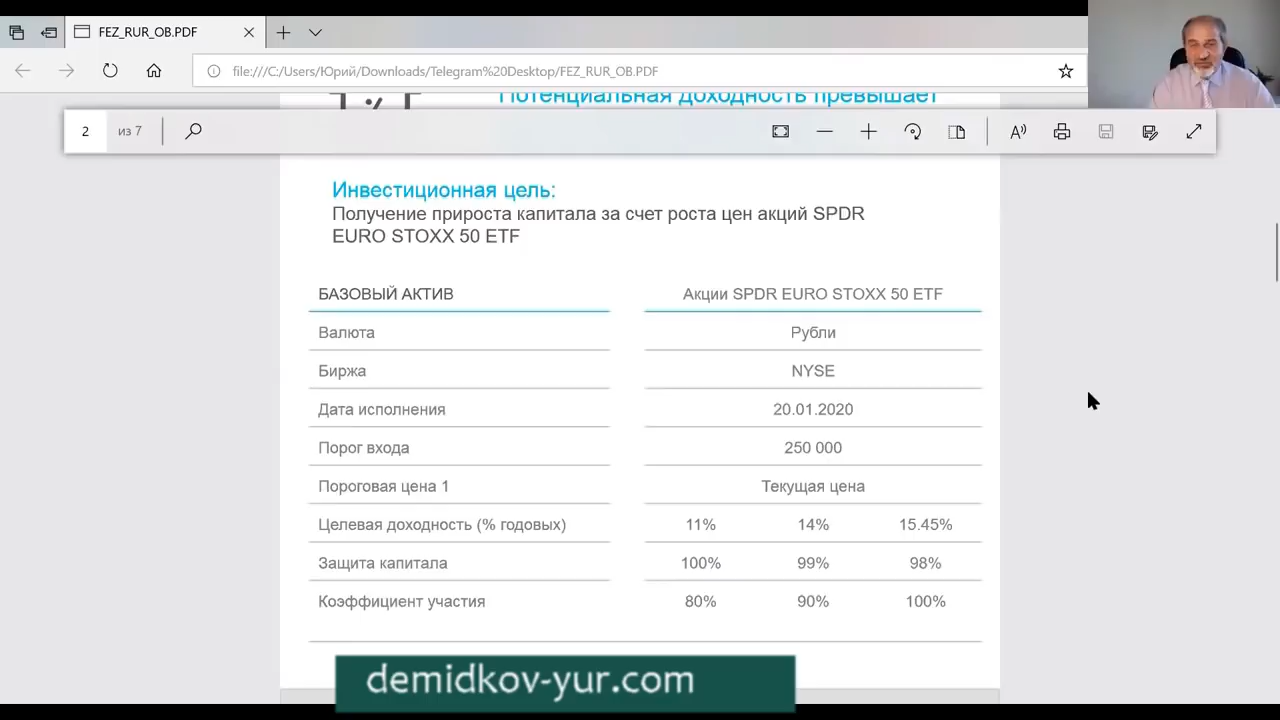 FEZ_RUR_OB.PDF
file:///C:/Users/Юрий/Downloads/Telegram%20Desktop/FEZ_RUR_OB.PDF
Потенциальная доходность превышает
2 из 7
Инвестиционная цель:
Получение прироста капитала за счет роста цен акций SPDR
EURO STOXX 50 ETF
БАЗОВЫЙ АКТИВ Акции SPDR EURO STOXX 50 ETF
Валюта Рубли
Биржа NYSE
Дата исполнения 20.01.2020
Порог входа 250 000
Пороговая цена 1 Текущая цена
Целевая доходность (% годовых) 11% 14% 15.45%
Защита капитала 100% 99% 98%
Коэффициент участия 80% 90% 100%
demidkov-yur.com